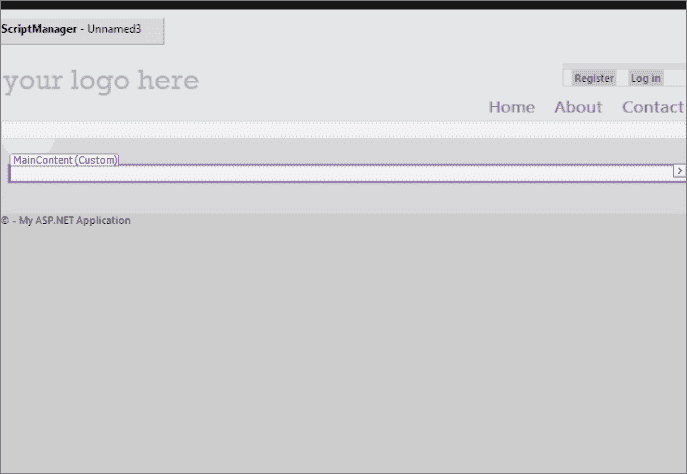 ScriptManager - Unnamed3
your logo here
Register Log in
Home About Contact
MainContent (Custom)
© - My ASP.NET Application